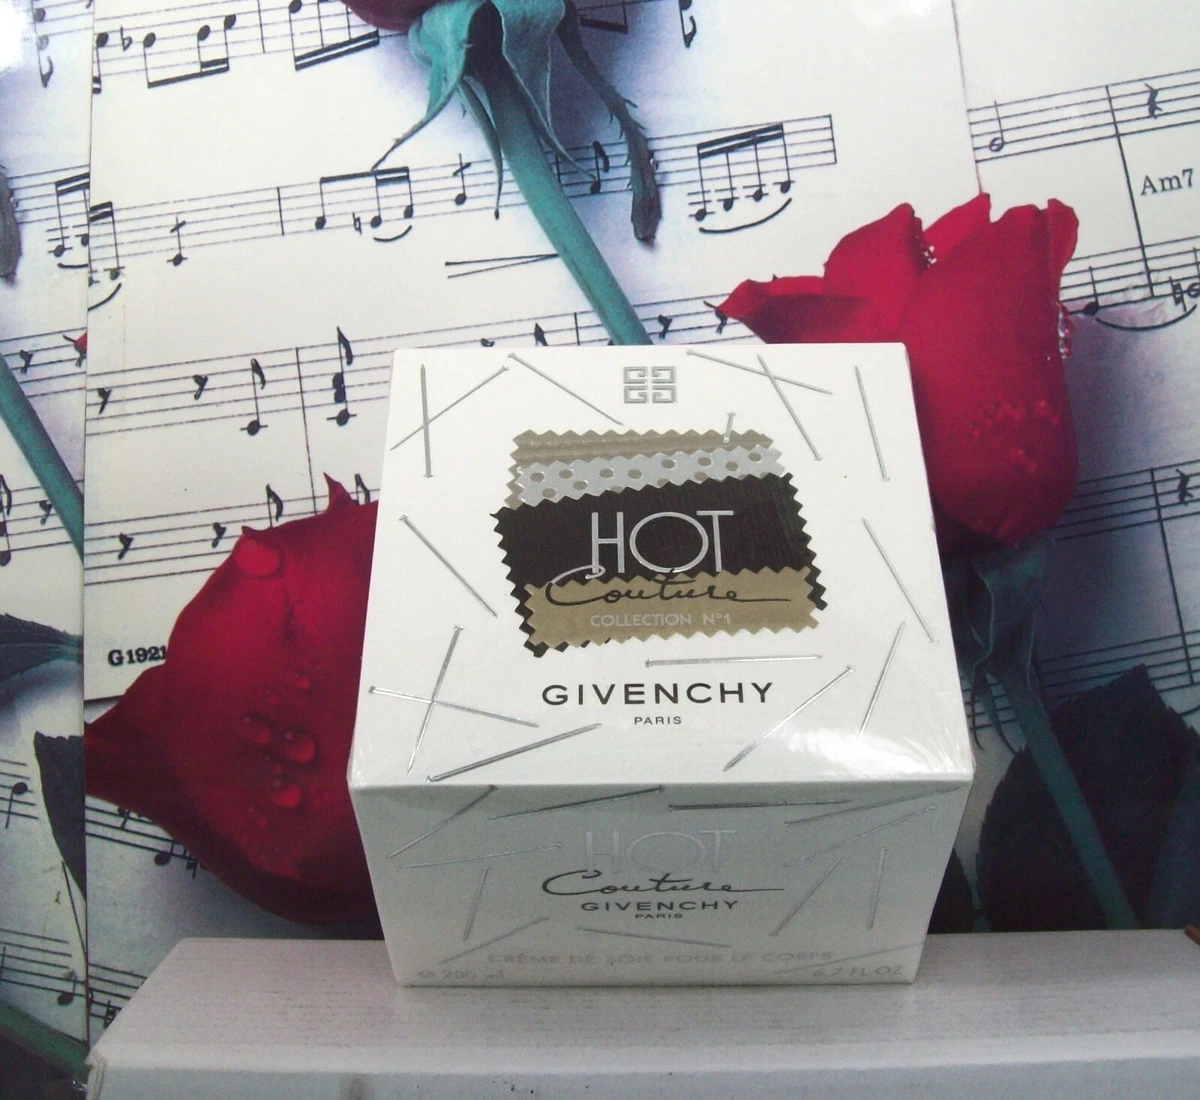 Am7
HOT
Couture
COLLECTION N°1
GIVENCHY
PARIS
G1921
HOT
Couture
GIVENCHY
PARIS
CRÈME DE SOIE POUR LE CORPS
e 200 ml 6.7 FL.OZ